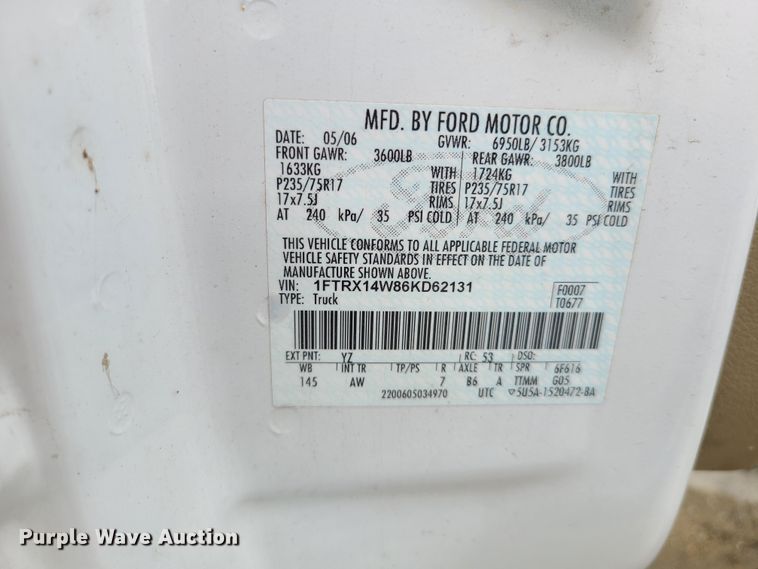 MFD. BY FORD MOTOR CO.
DATE: 05/06 GVWR: 6950LB/ 3153KG
FRONT GAWR: 3600LB REAR GAWR: 3800LB
1633KG WITH 1724KG WITH
P235/75R17 TIRES P235/75R17 TIRES
17x7.5J RIMS 17x7.5J RIMS
AT 240 kPa/ 35 PSI COLD AT 240 kPa/ 35 PSI COLD
Ford
THIS VEHICLE CONFORMS TO ALL APPLICABLE FEDERAL MOTOR
VEHICLE SAFETY STANDARDS IN EFFECT ON THE DATE OF
MANUFACTURE SHOWN ABOVE.
VIN: 1FTRX14W86KD62131 F0007
TYPE: Truck T0677
EXT PNT: YZ RC: 53 DSO:
WB INT TR TP/PS R AXLE TR SPR 6F616
145 AW 7 B6 A TTMM G05
2200605034970 UTC ▽5U5A-1520472-BA
Purple Wave Auction